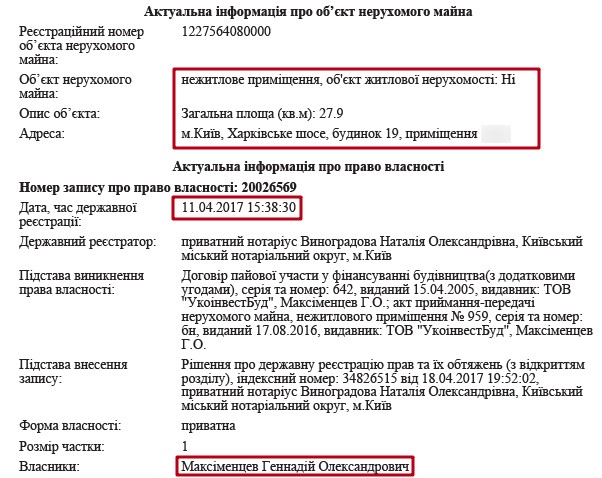 Актуальна інформація про об’єкт нерухомого майна
Реєстраційний номер об’єкта нерухомого майна: 1227564080000
Об’єкт нерухомого майна: нежитлове приміщення, об'єкт житлової нерухомості: Ні
Опис об’єкта: Загальна площа (кв.м): 27.9
Адреса: м.Київ, Харківське шосе, будинок 19, приміщення
Актуальна інформація про право власності
Номер запису про право власності: 20026569
Дата, час державної реєстрації: 11.04.2017 15:38:30
Державний реєстратор: приватний нотаріус Виноградова Наталія Олександрівна, Київський
міський нотаріальний округ, м.Київ
Підстава виникнення права власності: Договір пайової участи у фінансуванні будівництва(з додатковими
угодами), серія та номер: 642, виданий 15.04.2005, видавник: ТОВ
"УкоінвестБуд", Максіменцев Г.О.; акт приймання-передачі
нерухомого майна, нежитлового приміщення № 959, серія та номер:
бн, виданий 17.08.2016, видавник: ТОВ "УкоінвестБуд", Максіменцев
Г.О.
Підстава внесення запису: Рішення про державну реєстрацію прав та їх обтяжень (з відкриттям
розділу), індексний номер: 34826515 від 18.04.2017 19:52:02,
приватний нотаріус Виноградова Наталія Олександрівна, Київський
міський нотаріальний округ, м.Київ
Форма власності: приватна
Розмір частки: 1
Власники: Максіменцев Геннадій Олександрович